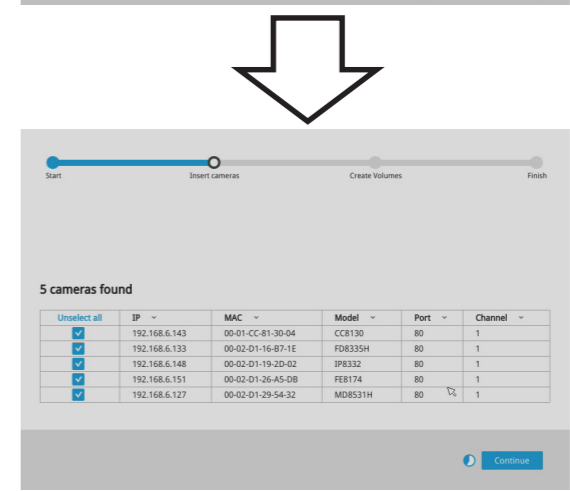 Start Insert cameras Create Volumes Finish
5 cameras found
Unselect all IP MAC Model Port Channel
192.168.6.143 00-01-CC-81-30-04 CC8130 80 1
192.168.6.133 00-02-D1-16-B7-1E FD8335H 80 1
192.168.6.148 00-02-D1-19-2D-02 IP8332 80 1
192.168.6.151 00-02-D1-26-A5-DB FE8174 80 1
192.168.6.127 00-02-D1-29-54-32 MD8531H 80 1
Continue